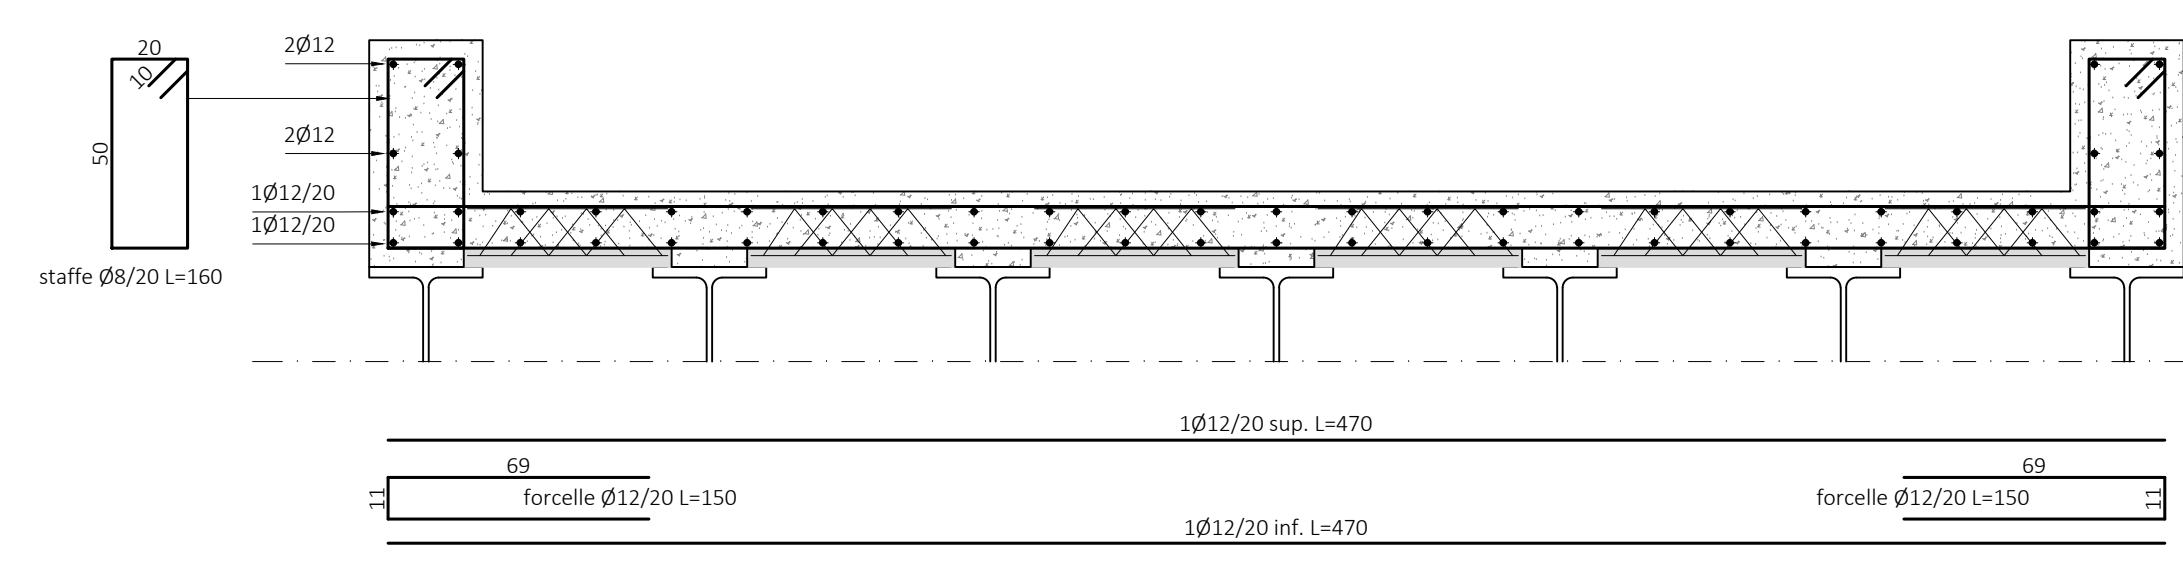 20
10
50
staffe Ø8/20 L=160
2Ø12
2Ø12
1Ø12/20
1Ø12/20
1Ø12/20 sup. L=470
69
11
forcelle Ø12/20 L=150
69
11
forcelle Ø12/20 L=150
1Ø12/20 inf. L=470